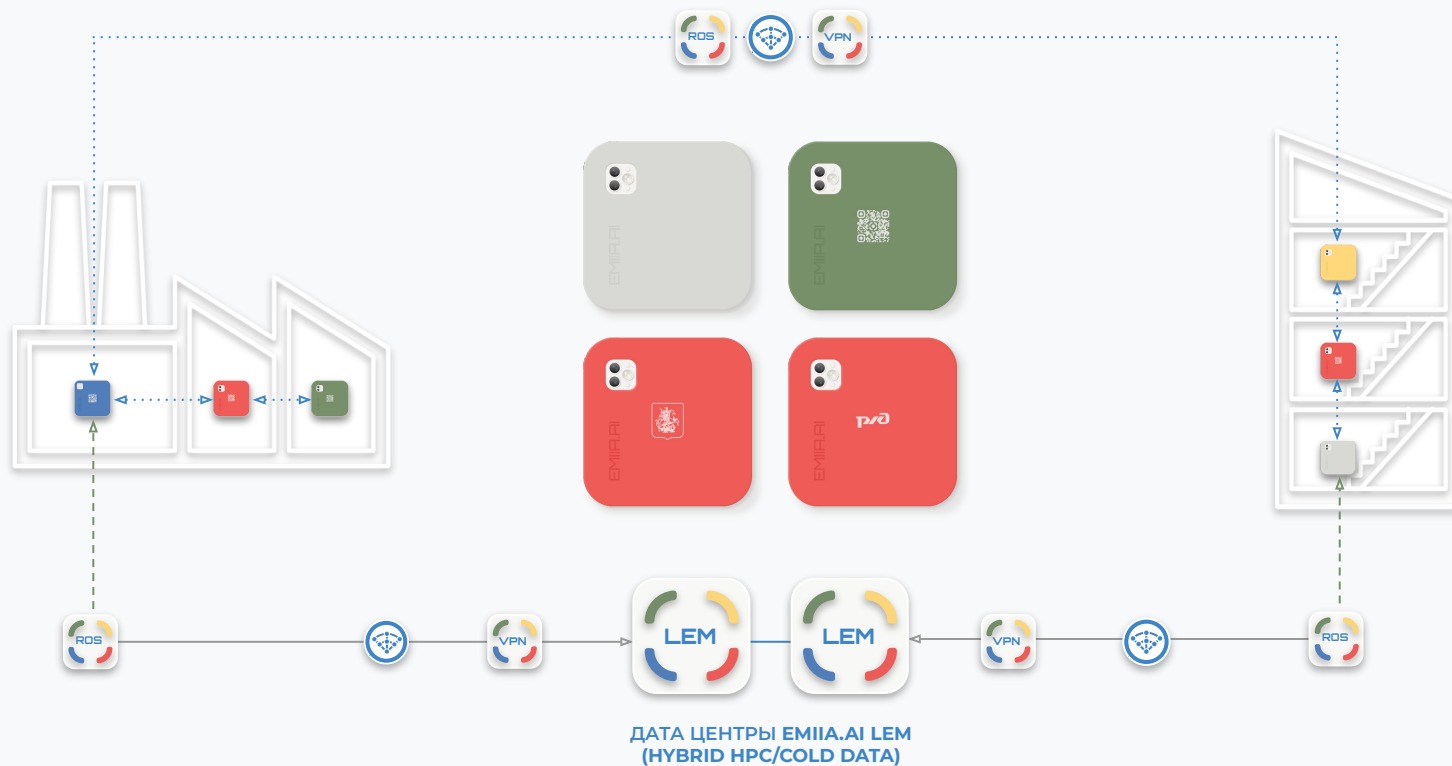 ROS
VPN
EMIIA.AI
EMIIA.AI
EMIIA.AI
EMIIA.AI
ржд
ROS
VPN
LEM
LEM
VPN
ROS
ДАТА ЦЕНТРЫ EMIIA.AI LEM
(HYBRID HPC/COLD DATA)